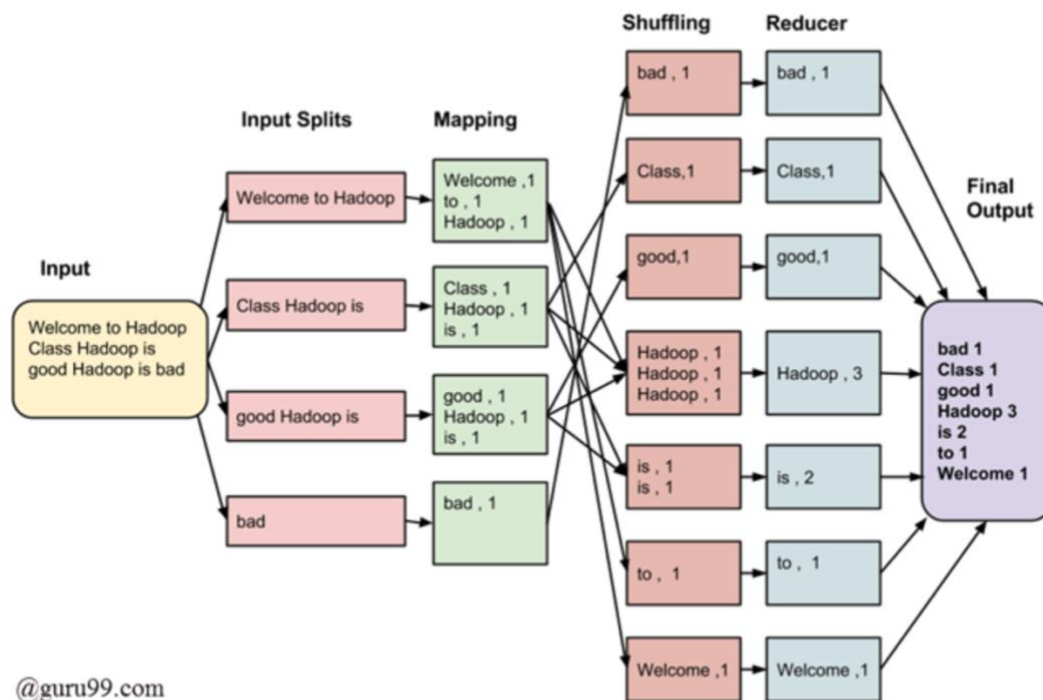 Input
Welcome to Hadoop
Class Hadoop is
good Hadoop is bad
Input Splits
Welcome to Hadoop
Class Hadoop is
good Hadoop is
bad
Mapping
Welcome ,1
to , 1
Hadoop , 1
Class , 1
Hadoop , 1
is , 1
good , 1
Hadoop , 1
is , 1
bad , 1
Shuffling
bad , 1
Class,1
good,1
Hadoop , 1
Hadoop , 1
Hadoop , 1
is , 1
is , 1
to , 1
Welcome ,1
Reducer
bad , 1
Class,1
good,1
Hadoop , 3
is , 2
to , 1
Welcome ,1
Final
Output
bad 1
Class 1
good 1
Hadoop 3
is 2
to 1
Welcome 1
@guru99.com